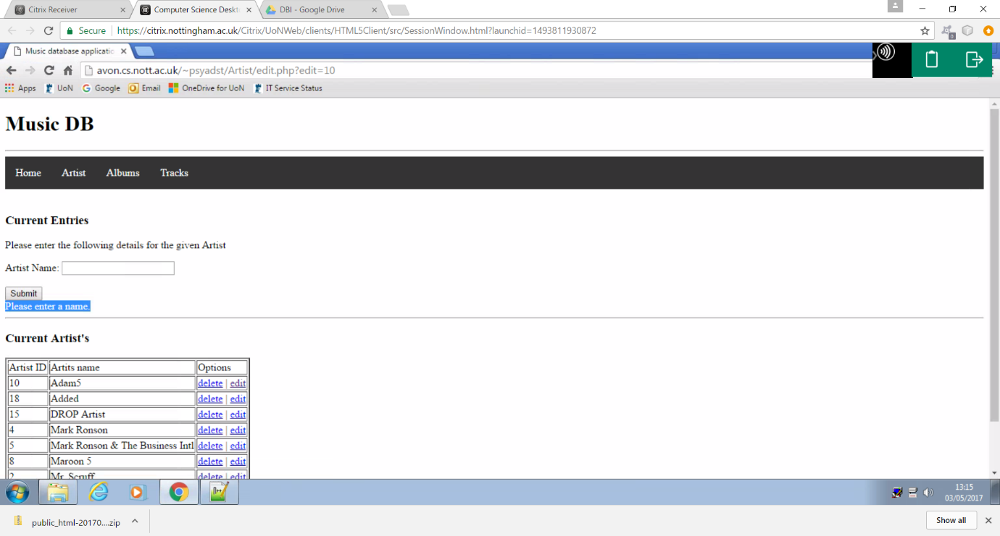 Citrix Receiver
Computer Science Deskt
DBI - Google Drive
Secure
https://citrix.nottingham.ac.uk/Citrix/UoNWeb/clients/HTML5Client/src/SessionWindow.html?launchid=1493811930872
0
Music database applicatio
avon.cs.nott.ac.uk/~psyadst/Artist/edit.php?edit=10
Apps UoN Google Email OneDrive for UoN IT Service Status
Music DB
Home Artist Albums Tracks
Current Entries
Please enter the following details for the given Artist
Artist Name:
Submit
Please enter a name.
Current Artist's
Artist ID Artits name Options
10 Adam5 delete | edit
18 Added delete | edit
15 DROP Artist delete | edit
4 Mark Ronson delete | edit
5 Mark Ronson & The Business Intl delete | edit
8 Maroon 5 delete | edit
2 Mr. Scruff delete | edit
13:15
03/05/2017
public_html-20170....zip
Show all